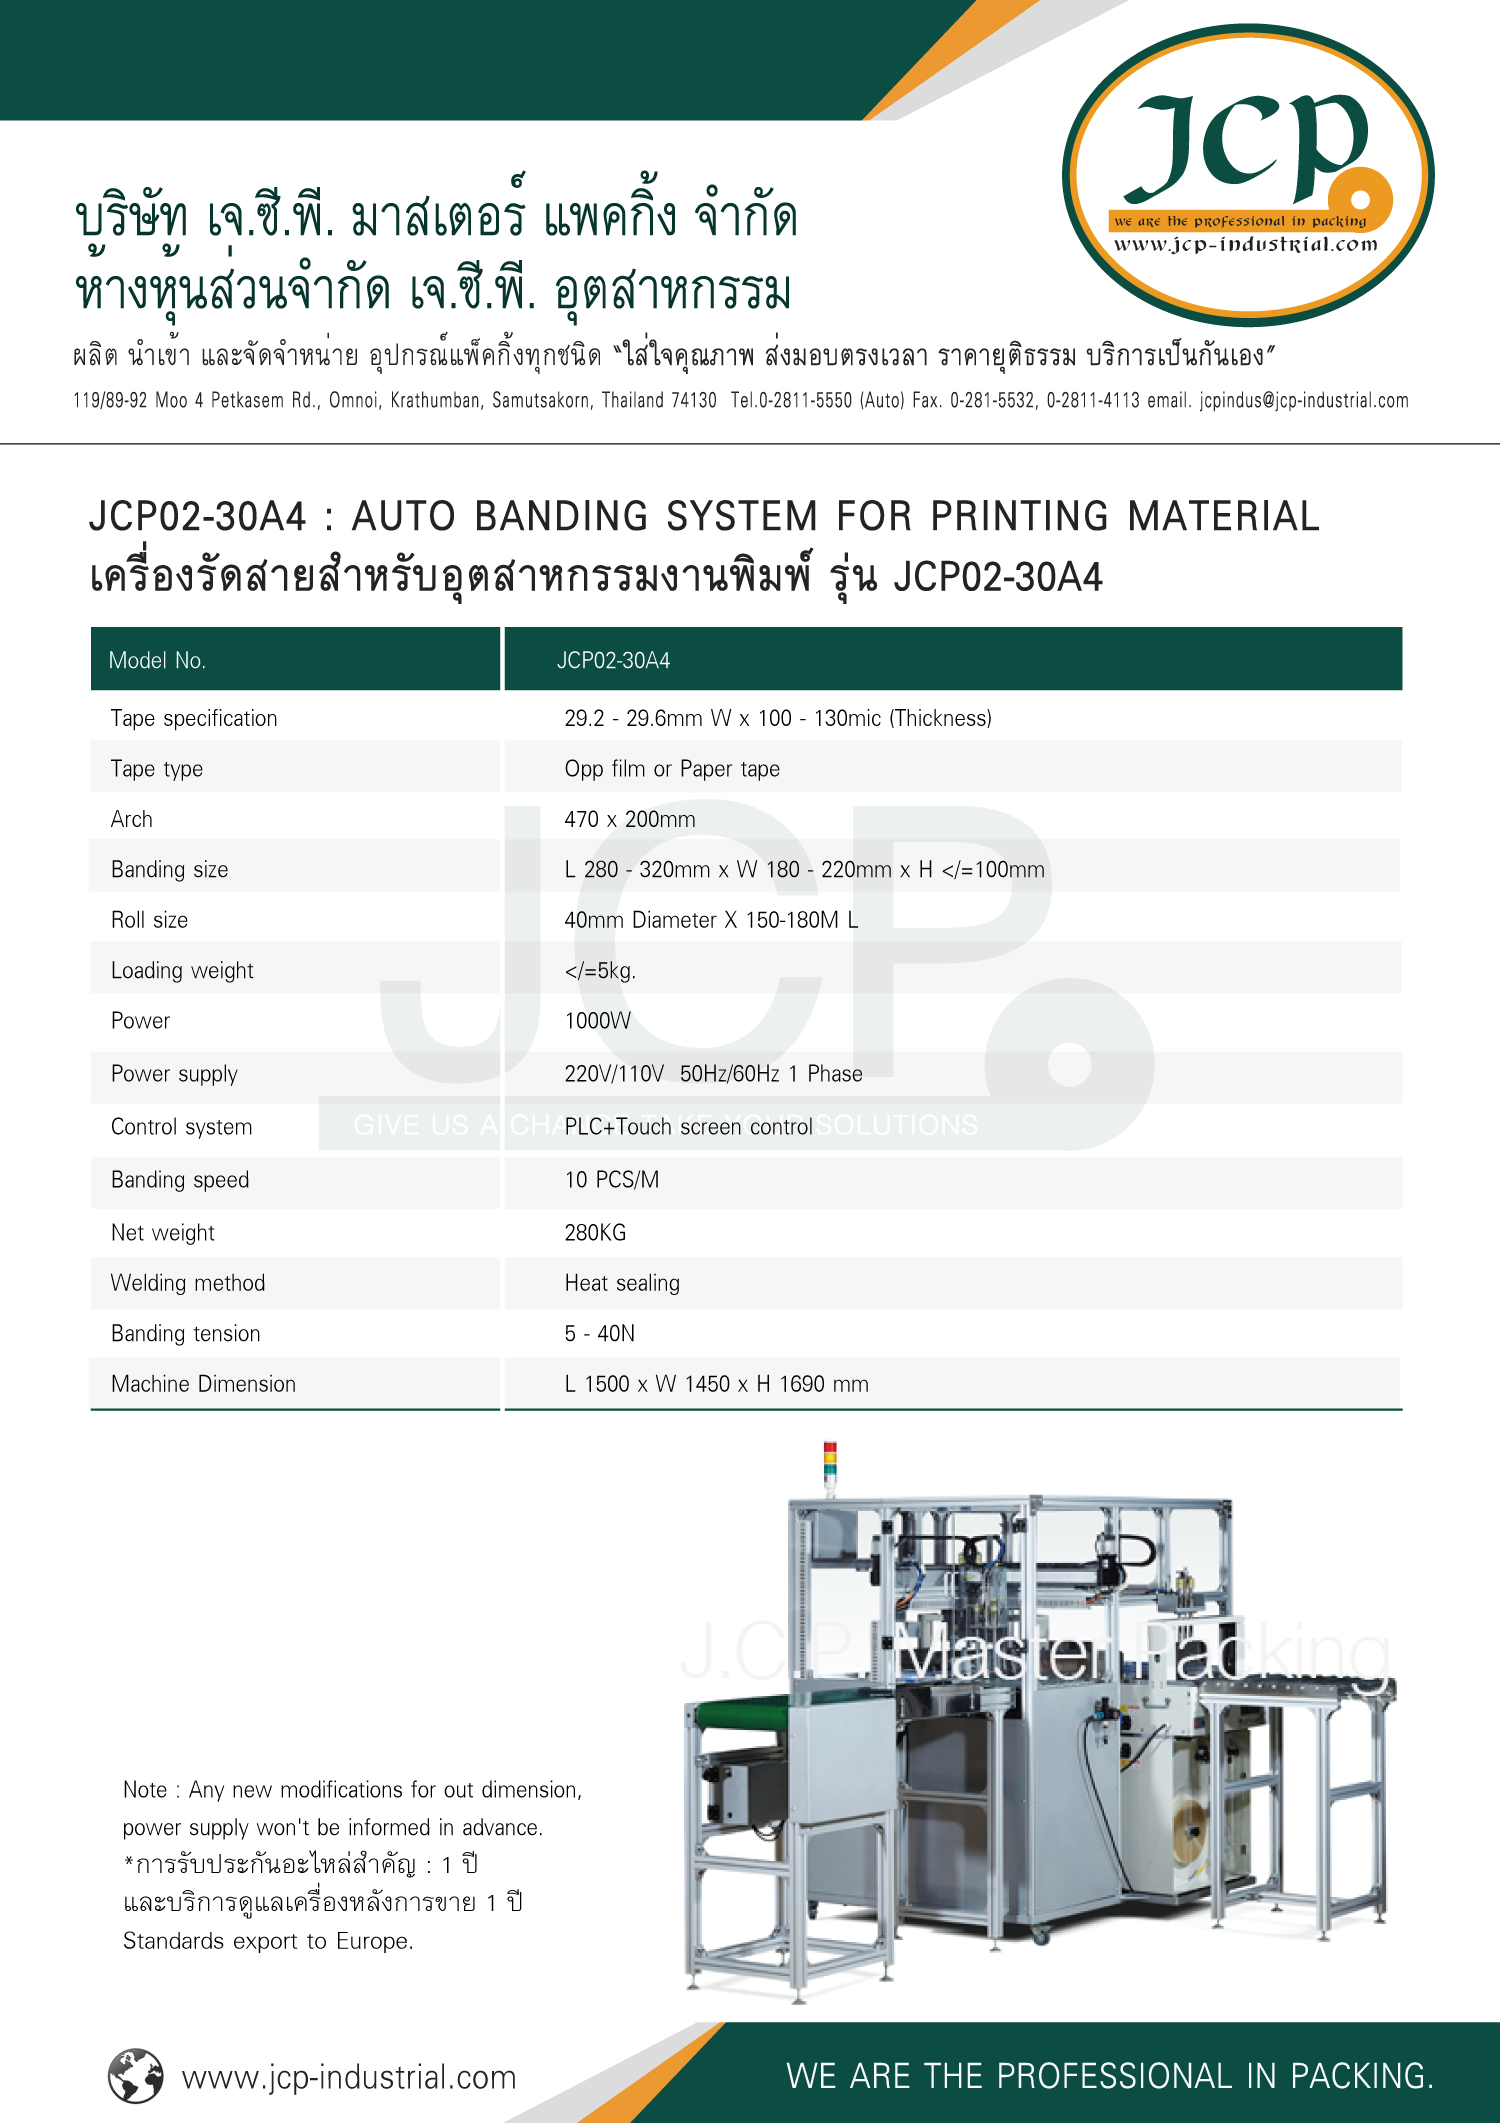 JCP
we are the professional in packing
www.jcp-industrial.com
บริษัท เจ.ซี.พี. มาสเตอร์ แพคกิ้ง จำกัด
ห้างหุ้นส่วนจำกัด เจ.ซี.พี. อุตสาหกรรม
ผลิต นำเข้า และจัดจำหน่าย อุปกรณ์แพ็คกิ้งทุกชนิด "ใส่ใจคุณภาพ ส่งมอบตรงเวลา ราคายุติธรรม บริการเป็นกันเอง"
119/89-92 Moo 4 Petkasem Rd., Omnoi, Krathumban, Samutsakorn, Thailand 74130 Tel.0-2811-5550 (Auto) Fax. 0-281-5532, 0-2811-4113 email. jcpindus@jcp-industrial.com
JCP02-30A4 : AUTO BANDING SYSTEM FOR PRINTING MATERIAL
เครื่องรัดสายสำหรับอุตสาหกรรมงานพิมพ์ รุ่น JCP02-30A4
Model No. JCP02-30A4
Tape specification 29.2 - 29.6mm W x 100 - 130mic (Thickness)
Tape type Opp film or Paper tape
Arch 470 x 200mm
Banding size L 280 - 320mm x W 180 - 220mm x H </=100mm
Roll size 40mm Diameter X 150-180M L
Loading weight </=5kg.
Power 1000W
Power supply 220V/110V 50Hz/60Hz 1 Phase
Control system PLC+Touch screen control
Banding speed 10 PCS/M
Net weight 280KG
Welding method Heat sealing
Banding tension 5 - 40N
Machine Dimension L 1500 x W 1450 x H 1690 mm
JCP
GIVE US A CHANCE TAKE YOUR SOLUTIONS
J.C.P. Master Packing
Note : Any new modifications for out dimension,
power supply won't be informed in advance.
*การรับประกันอะไหล่สำคัญ : 1 ปี
และบริการดูแลเครื่องหลังการขาย 1 ปี
Standards export to Europe.
www.jcp-industrial.com
WE ARE THE PROFESSIONAL IN PACKING.